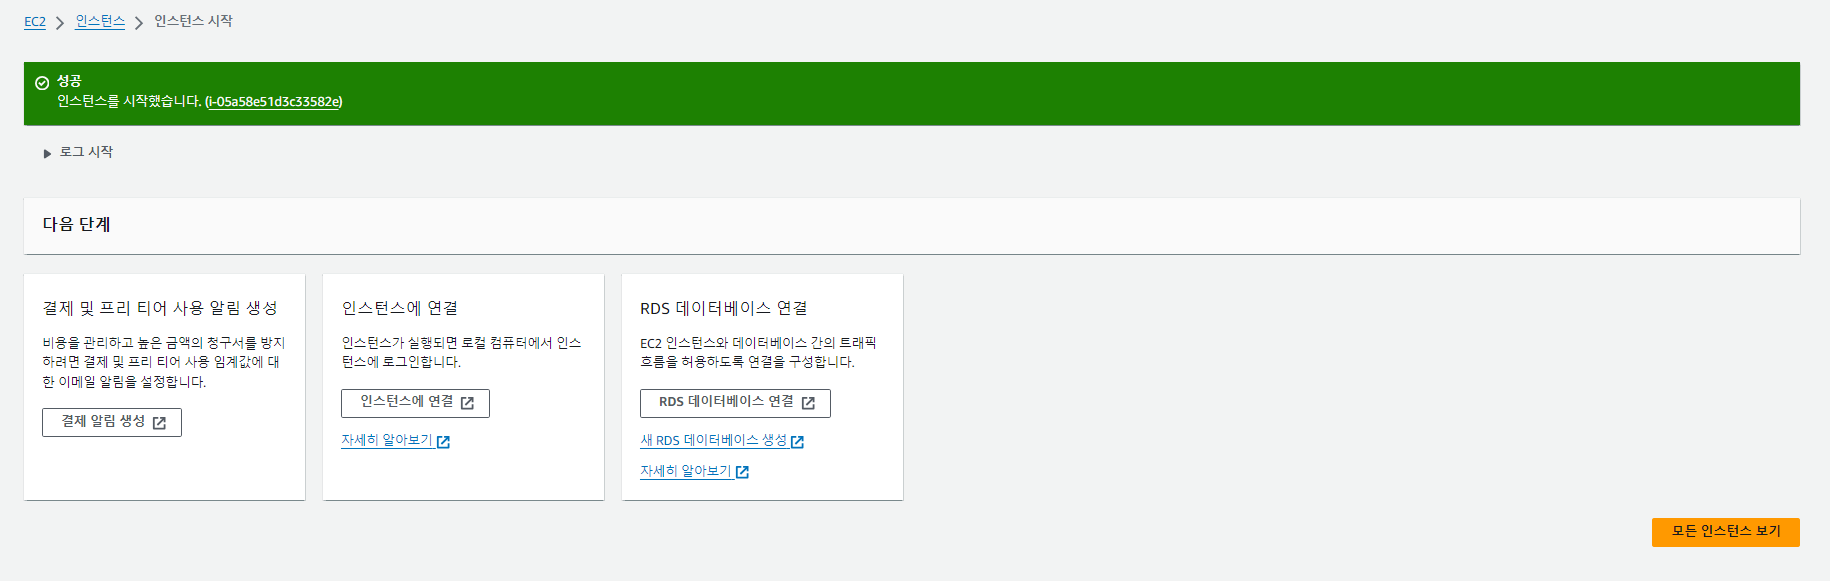 EC2 > 인스턴스 > 인스턴스 시작
성공
인스턴스를 시작했습니다. (i-05a58e51d3c33582e)
로그 시작
다음 단계
결제 및 프리 티어 사용 알림 생성
비용을 관리하고 높은 금액의 청구서를 방지
하려면 결제 및 프리 티어 사용 임계값에 대
한 이메일 알림을 설정합니다.
결제 알림 생성
인스턴스에 연결
인스턴스가 실행되면 로컬 컴퓨터에서 인스
턴스에 로그인합니다.
인스턴스에 연결
자세히 알아보기
RDS 데이터베이스 연결
EC2 인스턴스와 데이터베이스 간의 트래픽
흐름을 허용하도록 연결을 구성합니다.
RDS 데이터베이스 연결
새 RDS 데이터베이스 생성
자세히 알아보기
모든 인스턴스 보기